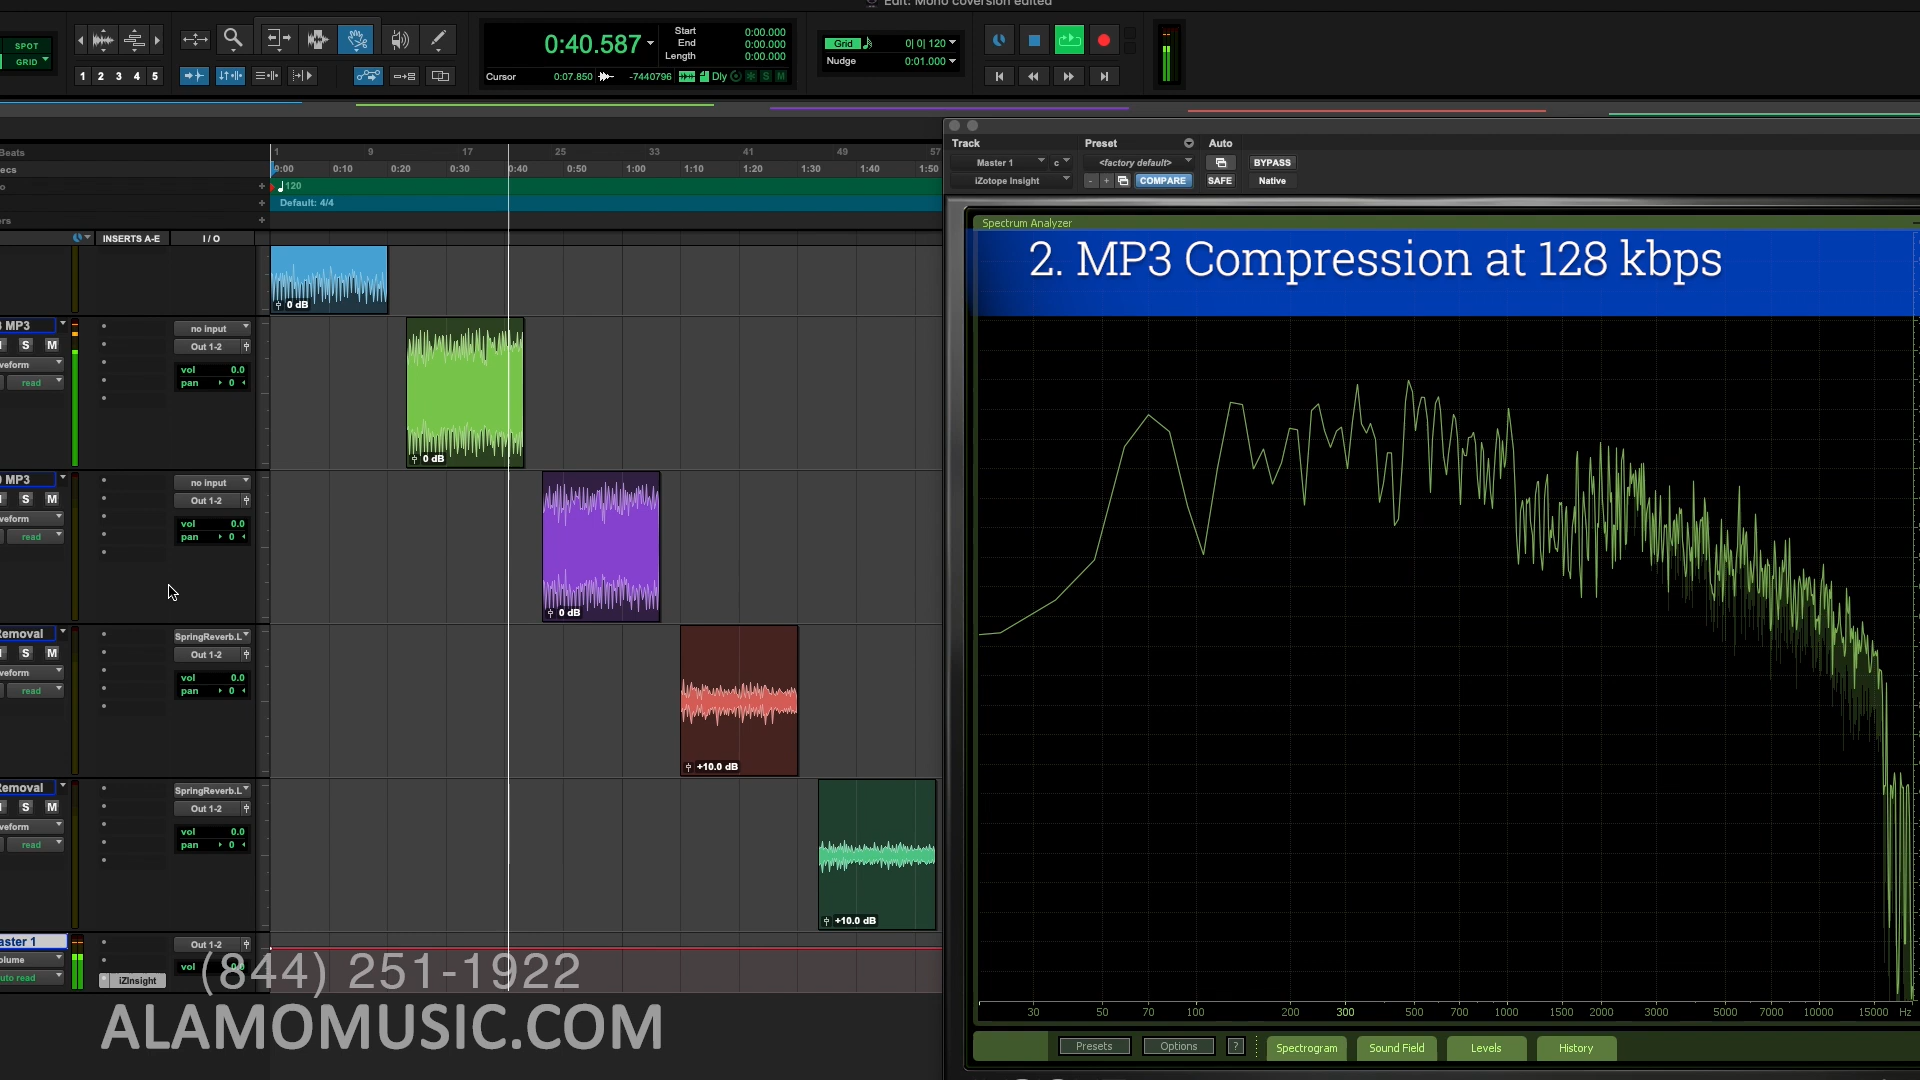 Edit: Mono coversion edited
SPOT
GRID
1 2 3 4 5
0:40.587
Start 0:00.000
End 0:00.000
Length 0:00.000
Cursor 0:07.850 -7440796 Dly S M
Grid 0| 0| 120
Nudge 0:01.000
1 9 17 25 33 41 49 57
0:00 0:10 0:20 0:30 0:40 0:50 1:00 1:10 1:20 1:30 1:40 1:50
120
Default: 4/4
INSERTS A-E I / O
0 dB
MP3
no input
S M
Out 1-2
vol 0.0
read
pan 0
0 dB
MP3
no input
S M
Out 1-2
vol 0.0
read
pan 0
0 dB
SpringReverb.L
S M
Out 1-2
vol 0.0
read
pan 0
+10.0 dB
SpringReverb.L
S M
Out 1-2
vol 0.0
read
pan 0
+10.0 dB
Out 1-2
vol
iZInsight
(844) 251-1922
ALAMOMUSIC.COM
Track Preset Auto
Master 1 c <factory default> BYPASS
iZotope Insight - + COMPARE SAFE Native
Spectrum Analyzer
2. MP3 Compression at 128 kbps
30 50 70 100 200 300 500 700 1000 1500 2000 3000 5000 7000 10000 15000 Hz
Presets Options ? Spectrogram Sound Field Levels History